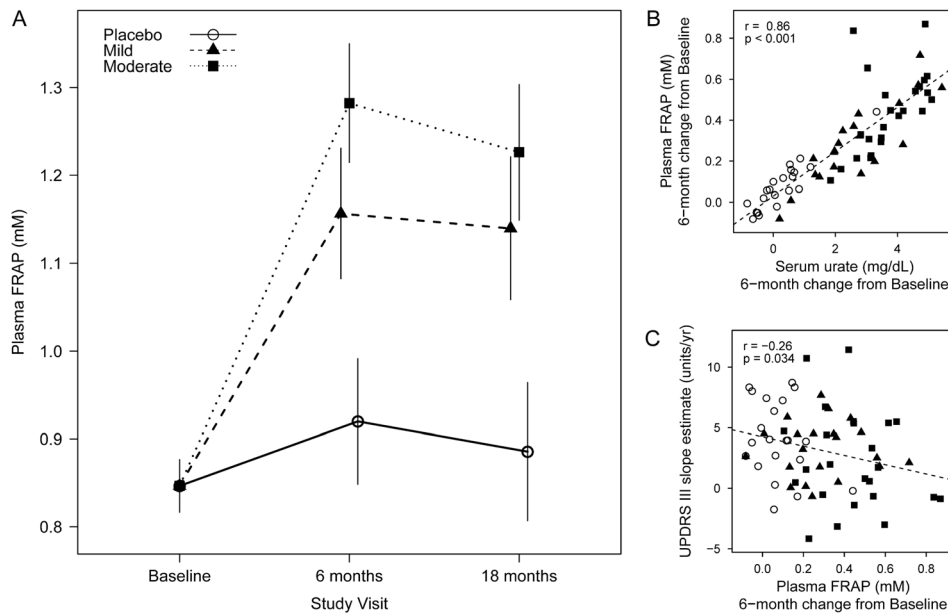 A
Placebo
Mild
Moderate
1.3
1.2
1.1
1.0
0.9
0.8
Plasma FRAP (mM)
Baseline
6 months
18 months
Study Visit
B
r = 0.86
p < 0.001
0.8
0.6
0.4
0.2
0.0
Plasma FRAP (mM)
6−month change from Baseline
0
2
4
Serum urate (mg/dL)
6−month change from Baseline
C
r = −0.26
p = 0.034
10
5
0
−5
UPDRS III slope estimate (units/yr)
0.0
0.2
0.4
0.6
0.8
Plasma FRAP (mM)
6−month change from Baseline